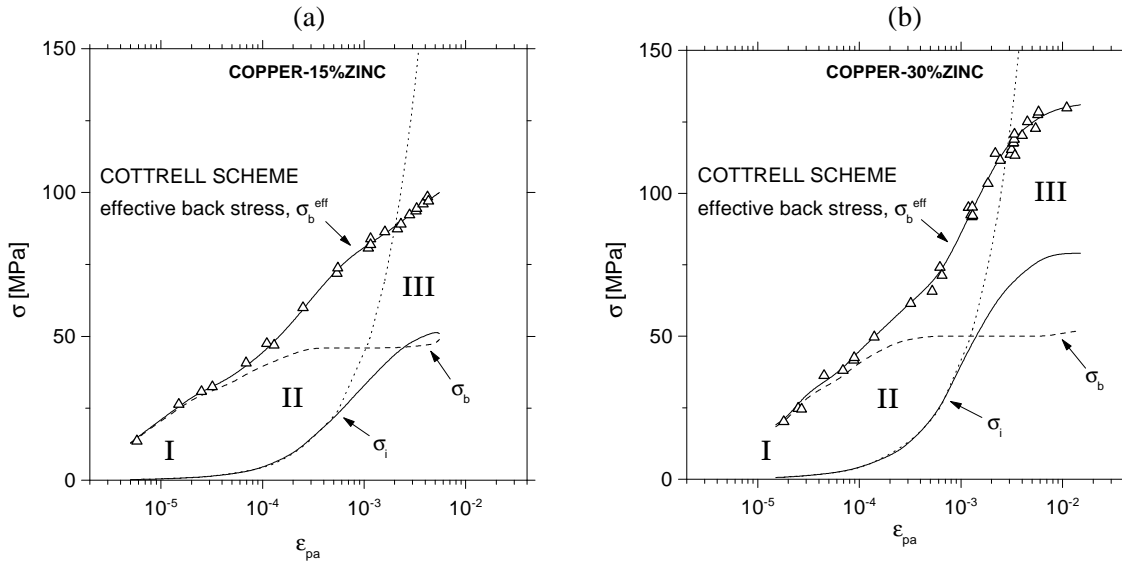 (a)
(b)
150
COPPER-15%ZINC
COTTRELL SCHEME
effective back stress, σ_b^eff
100
III
σ [MPa]
50
II
σ_b
I
σ_i
0
10^-5
10^-4
10^-3
10^-2
ε_pa
150
COPPER-30%ZINC
COTTRELL SCHEME
effective back stress, σ_b^eff
III
100
σ [MPa]
50
II
σ_b
I
σ_i
0
10^-5
10^-4
10^-3
10^-2
ε_pa